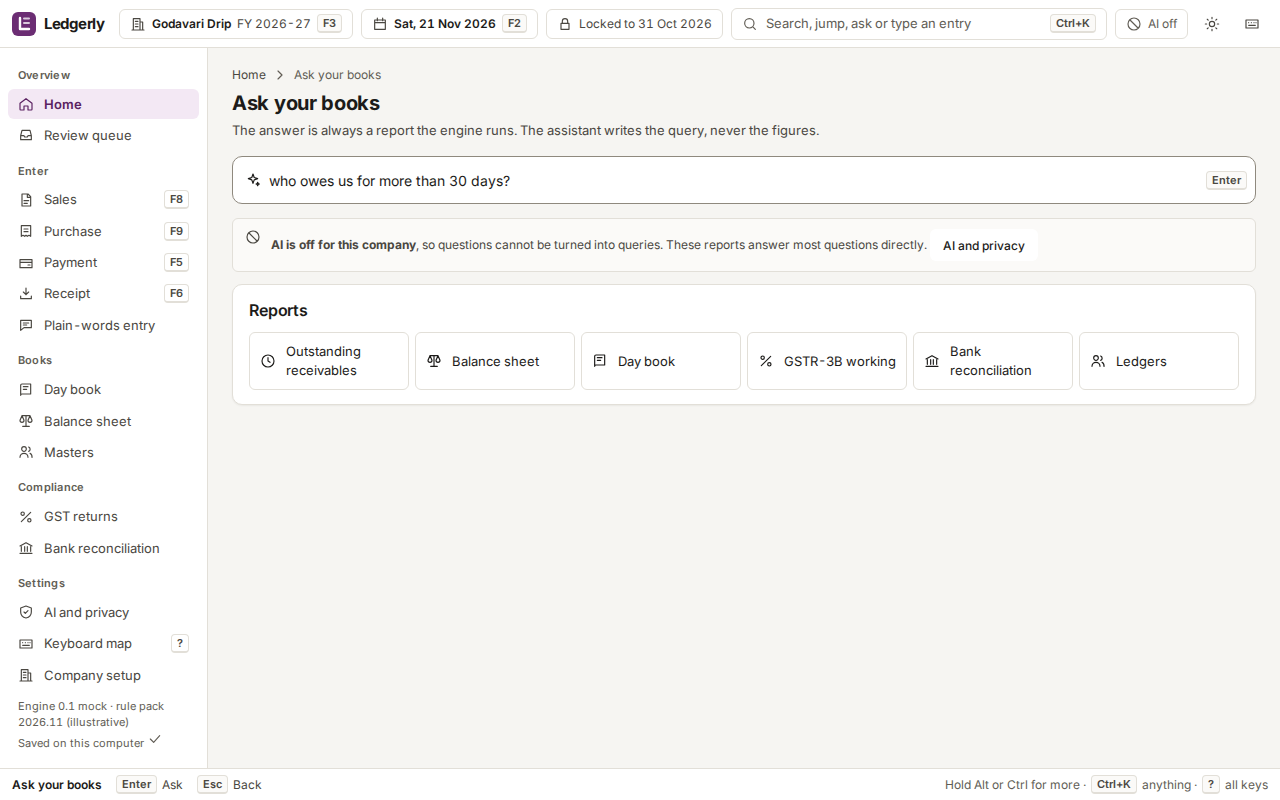 Ledgerly
Godavari Drip FY 2026-27 F3
Sat, 21 Nov 2026 F2
Locked to 31 Oct 2026
Search, jump, ask or type an entry Ctrl+K
AI off
Overview
Home
Review queue
Enter
Sales F8
Purchase F9
Payment F5
Receipt F6
Plain-words entry
Books
Day book
Balance sheet
Masters
Compliance
GST returns
Bank reconciliation
Settings
AI and privacy
Keyboard map ?
Company setup
Engine 0.1 mock · rule pack
2026.11 (illustrative)
Saved on this computer
Home > Ask your books
Ask your books
The answer is always a report the engine runs. The assistant writes the query, never the figures.
who owes us for more than 30 days? Enter
AI is off for this company, so questions cannot be turned into queries. These reports answer most questions directly. AI and privacy
Reports
Outstanding
receivables
Balance sheet
Day book
GSTR-3B working
Bank
reconciliation
Ledgers
Ask your books Enter Ask Esc Back
Hold Alt or Ctrl for more · Ctrl+K anything · ? all keys